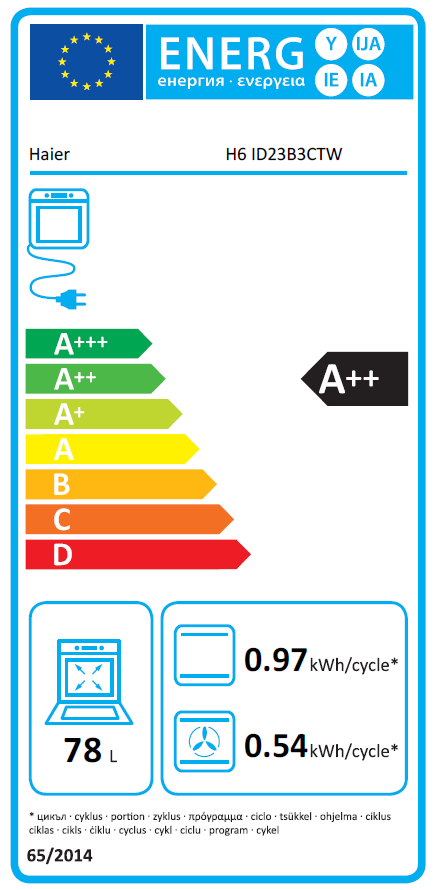 ENERG Y IJA
енергия · ενεργεια IE IA
Haier H6 ID23B3CTW
A+++
A++
A++
A+
A
B
C
D
0.97 kWh/cycle*
78 L
0.54 kWh/cycle*
* цикъл · cyklus · portion · zyklus · πρόγραμμα · ciclo · tsükkel · ohjelma · ciklus
ciklas · cikls · ċiklu · cyclus · cykl · ciclu · program · cykel
65/2014